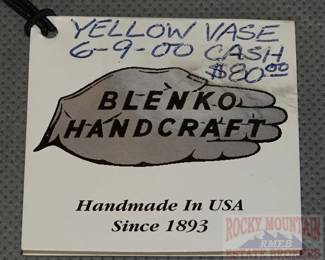 YELLOW VASE
6-9-00 CASH
$80.00
BLENKO
HANDCRAFT
Handmade In USA
Since 1893
ROCKY MOUNTAIN
RMEB
ESTATE BROKERS